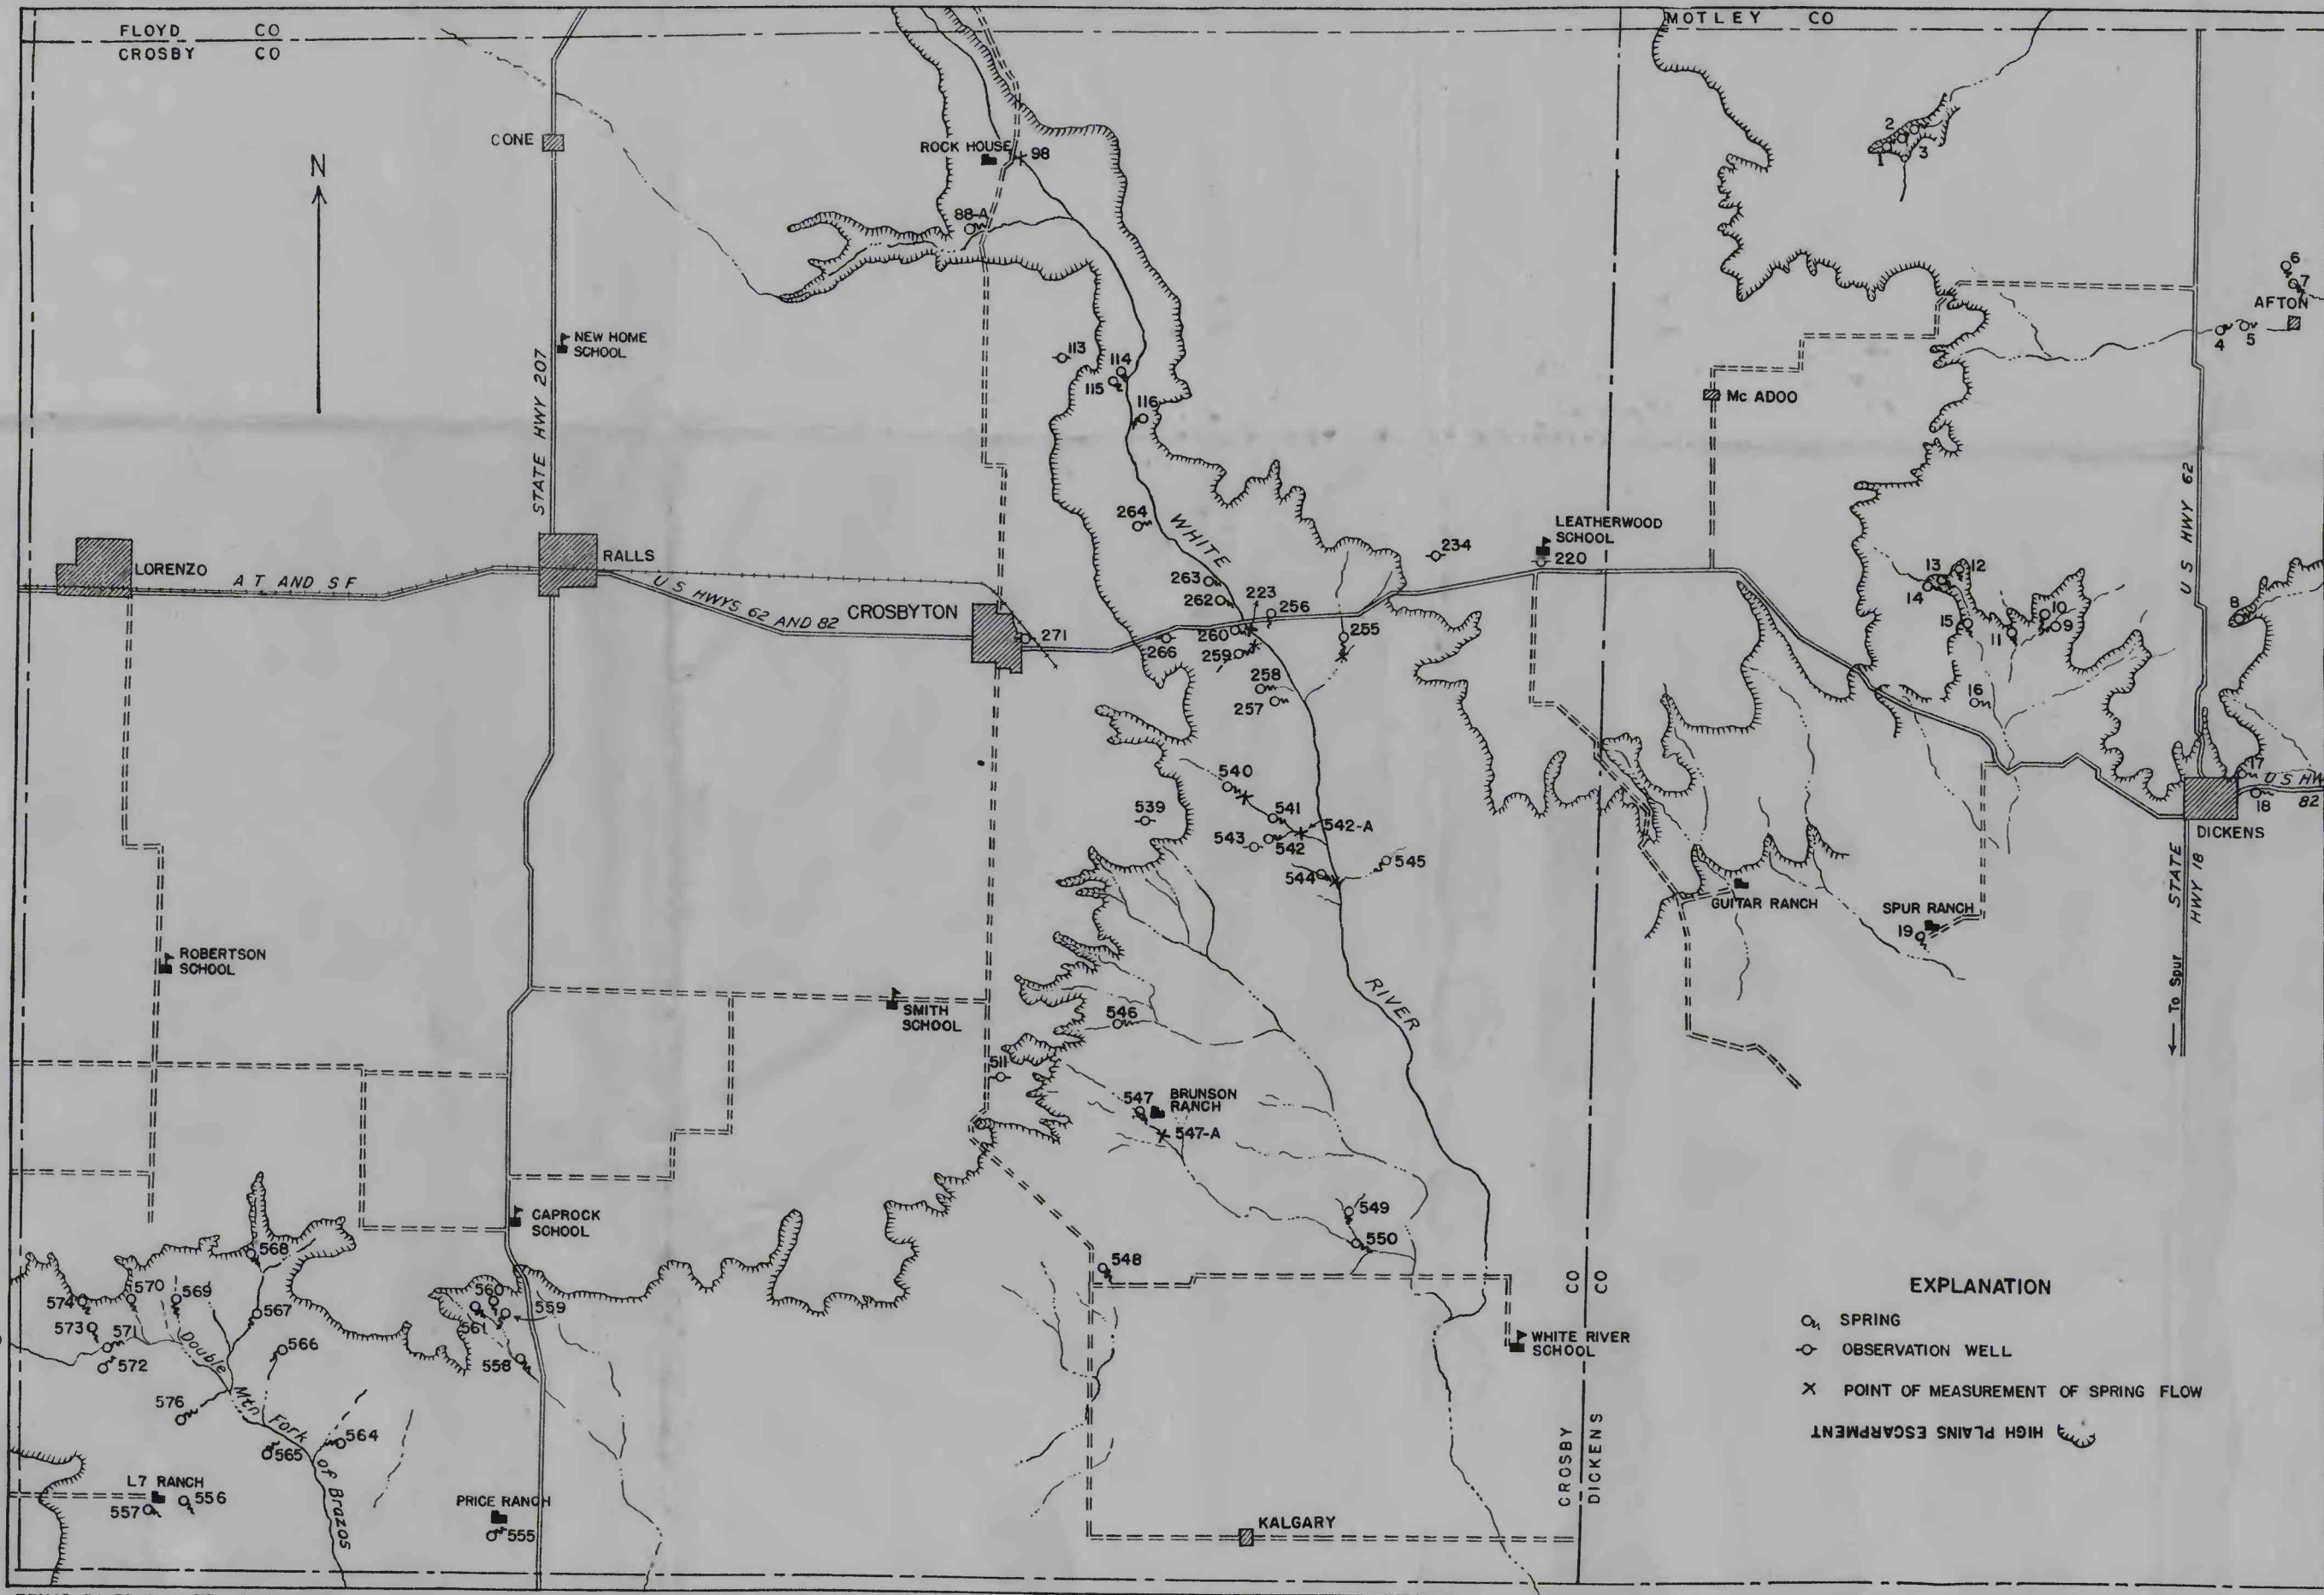 FLOYD CO
CROSBY CO
MOTLEY CO
N
CONE
ROCK HOUSE
98
88-A
2
1
3
6
7
AFTON
4
5
NEW HOME
SCHOOL
STATE HWY 207
113
114
115
116
Mc ADOO
U S HWY 62
LORENZO
A T AND S F
RALLS
U S HWYS 62 AND 82
CROSBYTON
271
264
WHITE
263
262
223
256
260
259
266
255
258
257
234
LEATHERWOOD
SCHOOL
220
13
12
14
15
10
9
11
8
16
17
U S HW
82
18
DICKENS
540
539
541
542-A
543
542
544
545
GUITAR RANCH
SPUR RANCH
19
STATE
HWY 18
To Spur
ROBERTSON
SCHOOL
SMITH
SCHOOL
546
RIVER
511
547
BRUNSON
RANCH
547-A
CAPROCK
SCHOOL
549
550
548
568
570
569
574
573
571
572
567
566
560
559
561
558
Double
Mtn
Fork
of Brazos
576
565
564
L7 RANCH
557
556
PRICE RANCH
555
WHITE RIVER
SCHOOL
KALGARY
CROSBY CO
DICKENS CO
EXPLANATION
SPRING
OBSERVATION WELL
POINT OF MEASUREMENT OF SPRING FLOW
HIGH PLAINS ESCARPMENT